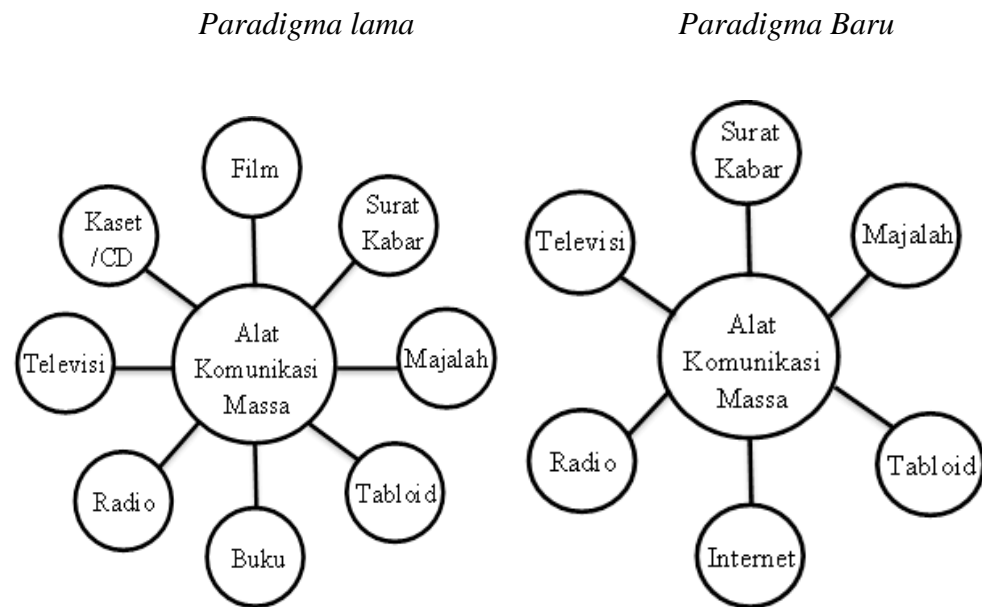 Paradigma lama
Paradigma Baru
Film
Surat
Kabar
Majalah
Tabloid
Buku
Radio
Televisi
Kaset
/CD
Alat
Komunikasi
Massa
Surat
Kabar
Majalah
Tabloid
Internet
Radio
Televisi
Alat
Komunikasi
Massa